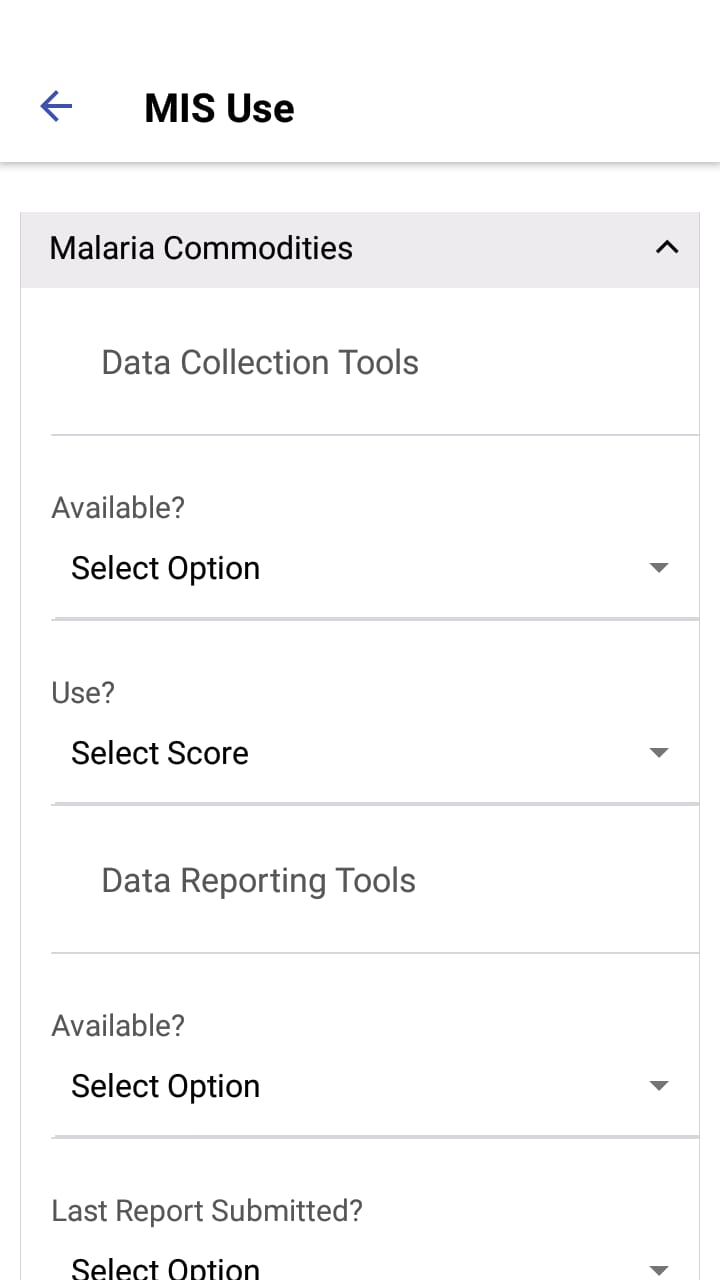 MIS Use
Malaria Commodities
Data Collection Tools
Available?
Select Option
Use?
Select Score
Data Reporting Tools
Available?
Select Option
Last Report Submitted?
Select Option